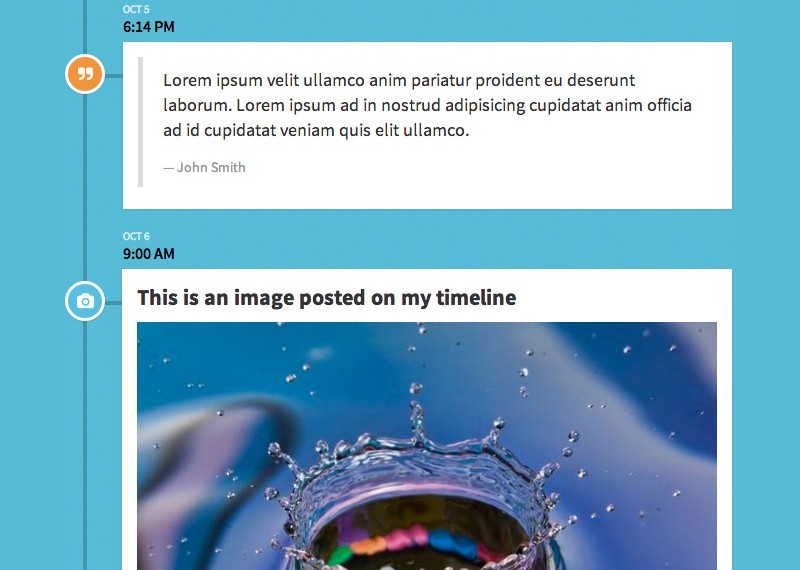 OCT 5
6:14 PM
Lorem ipsum velit ullamco anim pariatur proident eu deserunt
laborum. Lorem ipsum ad in nostrud adipisicing cupidatat anim officia
ad id cupidatat veniam quis elit ullamco.
— John Smith
OCT 6
9:00 AM
This is an image posted on my timeline